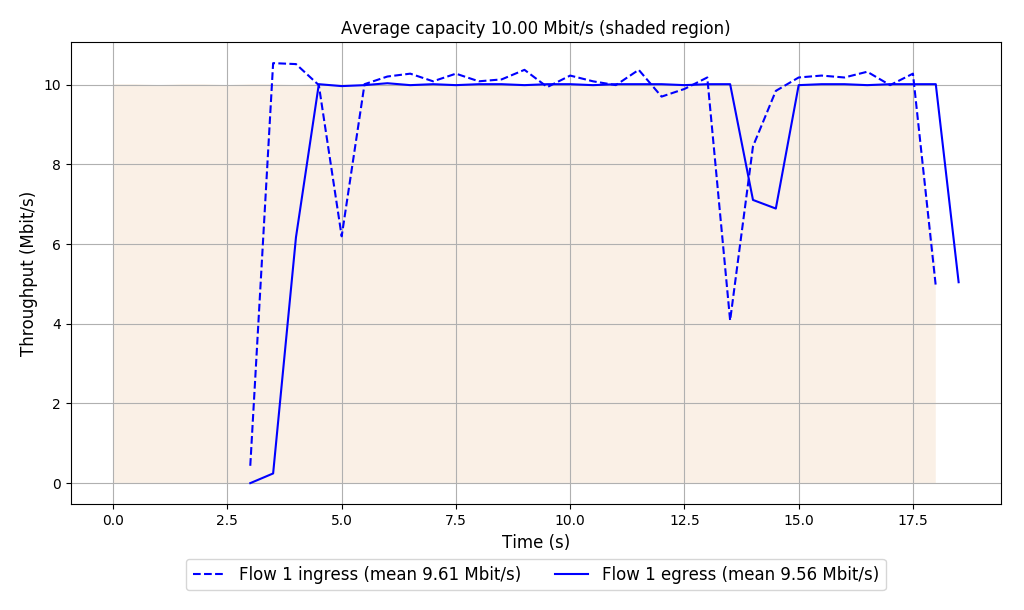 Average capacity 10.00 Mbit/s (shaded region)
Throughput (Mbit/s)
10
8
6
4
2
0
0.0 2.5 5.0 7.5 10.0 12.5 15.0 17.5
Time (s)
Flow 1 ingress (mean 9.61 Mbit/s) Flow 1 egress (mean 9.56 Mbit/s)